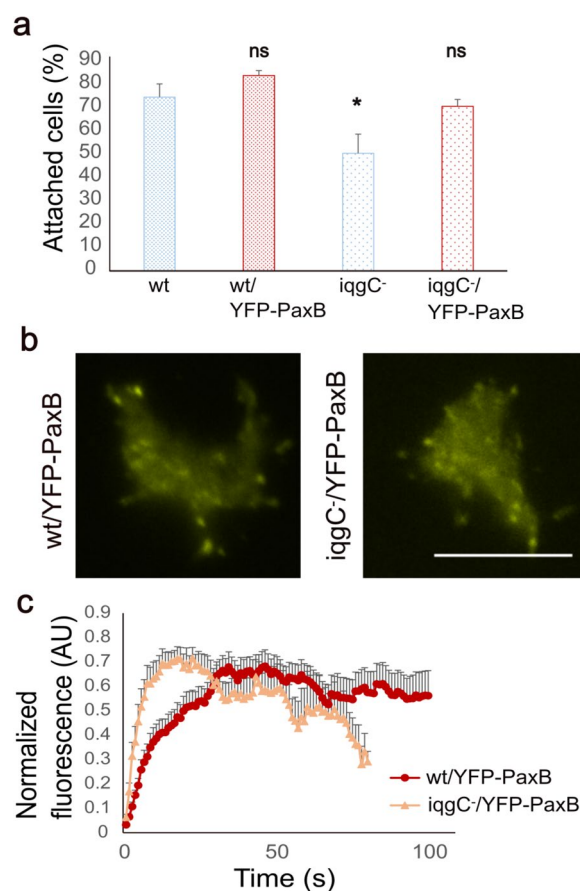 a
Attached cells (%)
90
80
70
60
50
40
30
20
10
0
ns
*
ns
wt
wt/
YFP-PaxB
iqgC-
iqgC-/
YFP-PaxB
b
wt/YFP-PaxB
iqgC-/YFP-PaxB
c
Normalized
fluorescence (AU)
0.9
0.8
0.7
0.6
0.5
0.4
0.3
0.2
0.1
0
wt/YFP-PaxB
iqgC-/YFP-PaxB
0 50 100
Time (s)